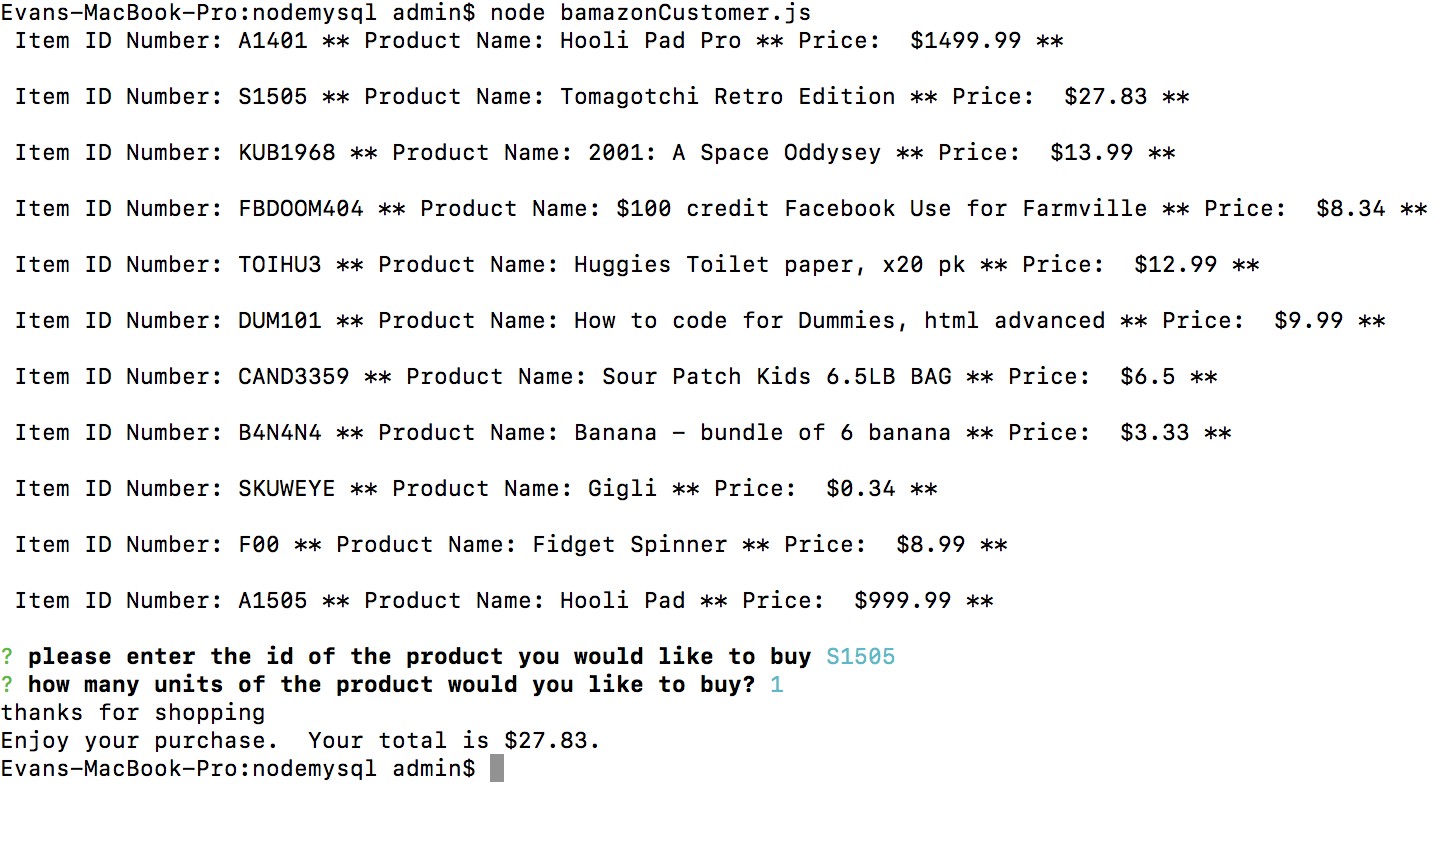 Evans-MacBook-Pro:nodemysql admin$ node bamazonCustomer.js
Item ID Number: A1401 ** Product Name: Hooli Pad Pro ** Price:  $1499.99 **
Item ID Number: S1505 ** Product Name: Tomagotchi Retro Edition ** Price:  $27.83 **
Item ID Number: KUB1968 ** Product Name: 2001: A Space Oddysey ** Price:  $13.99 **
Item ID Number: FBDOOM404 ** Product Name: $100 credit Facebook Use for Farmville ** Price:  $8.34 **
Item ID Number: TOIHU3 ** Product Name: Huggies Toilet paper, x20 pk ** Price:  $12.99 **
Item ID Number: DUM101 ** Product Name: How to code for Dummies, html advanced ** Price:  $9.99 **
Item ID Number: CAND3359 ** Product Name: Sour Patch Kids 6.5LB BAG ** Price:  $6.5 **
Item ID Number: B4N4N4 ** Product Name: Banana - bundle of 6 banana ** Price:  $3.33 **
Item ID Number: SKUWEYE ** Product Name: Gigli ** Price:  $0.34 **
Item ID Number: F00 ** Product Name: Fidget Spinner ** Price:  $8.99 **
Item ID Number: A1505 ** Product Name: Hooli Pad ** Price:  $999.99 **
? please enter the id of the product you would like to buy S1505
? how many units of the product would you like to buy? 1
thanks for shopping
Enjoy your purchase.  Your total is $27.83.
Evans-MacBook-Pro:nodemysql admin$